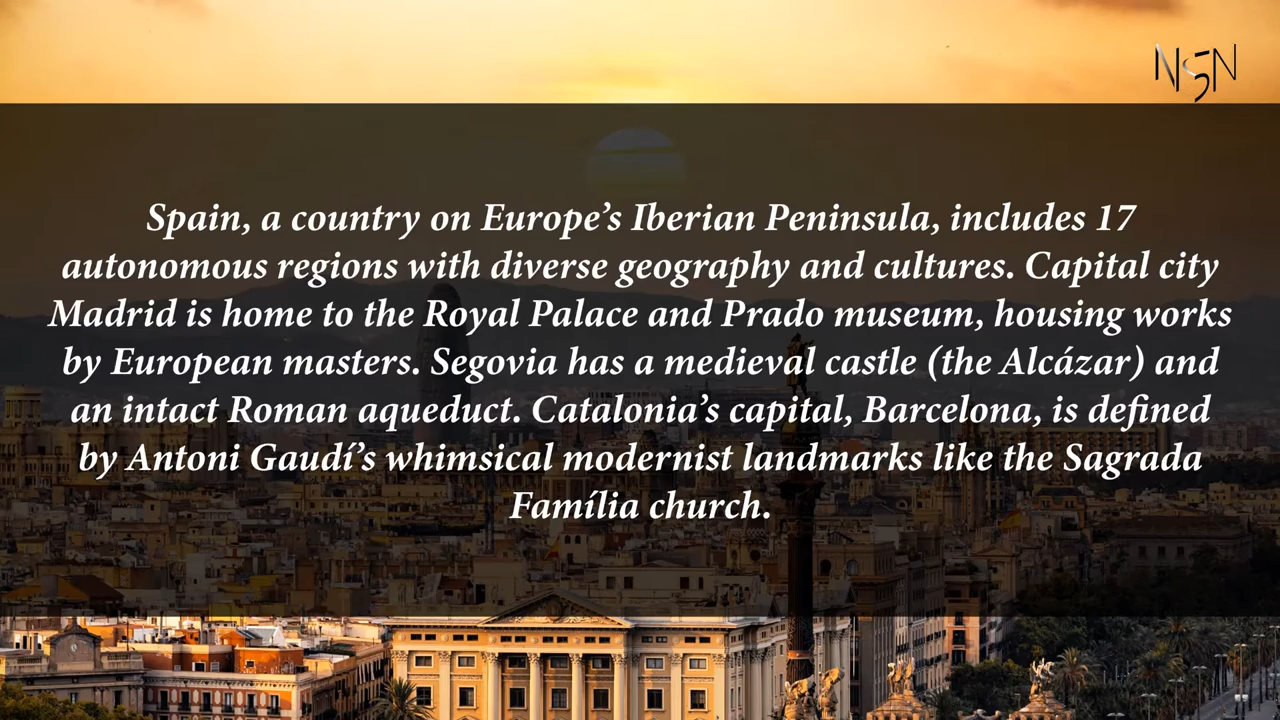 NSN
Spain, a country on Europe’s Iberian Peninsula, includes 17
autonomous regions with diverse geography and cultures. Capital city
Madrid is home to the Royal Palace and Prado museum, housing works
by European masters. Segovia has a medieval castle (the Alcázar) and
an intact Roman aqueduct. Catalonia’s capital, Barcelona, is defined
by Antoni Gaudí’s whimsical modernist landmarks like the Sagrada
Família church.